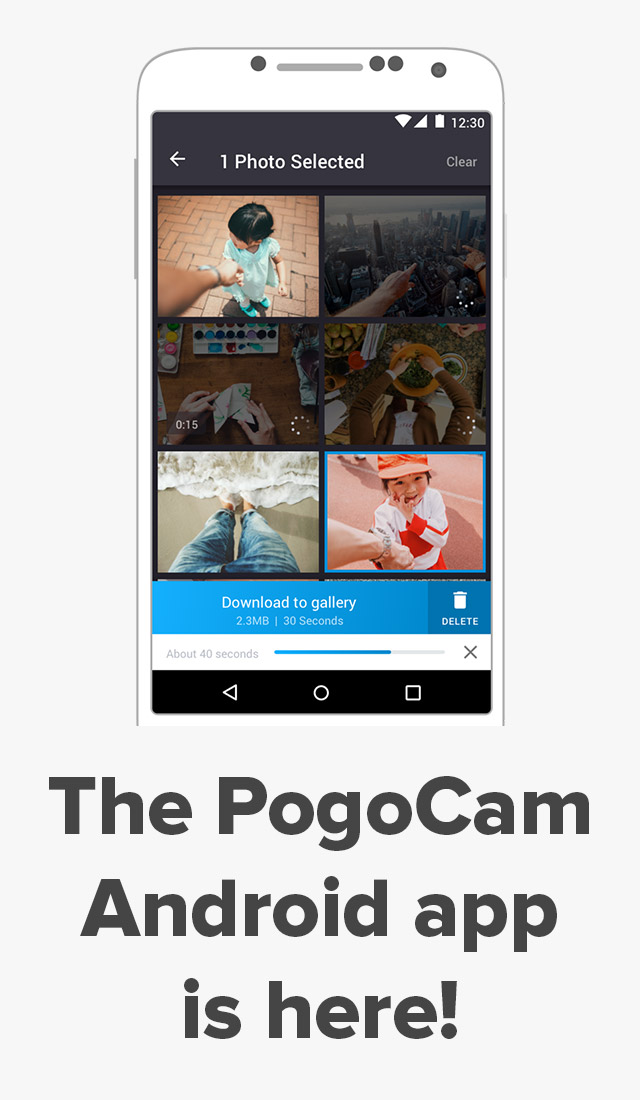 12:30
1 Photo Selected
Clear
0:15
Download to gallery
2.3MB | 30 Seconds
DELETE
About 40 seconds
The PogoCam
Android app
is here!